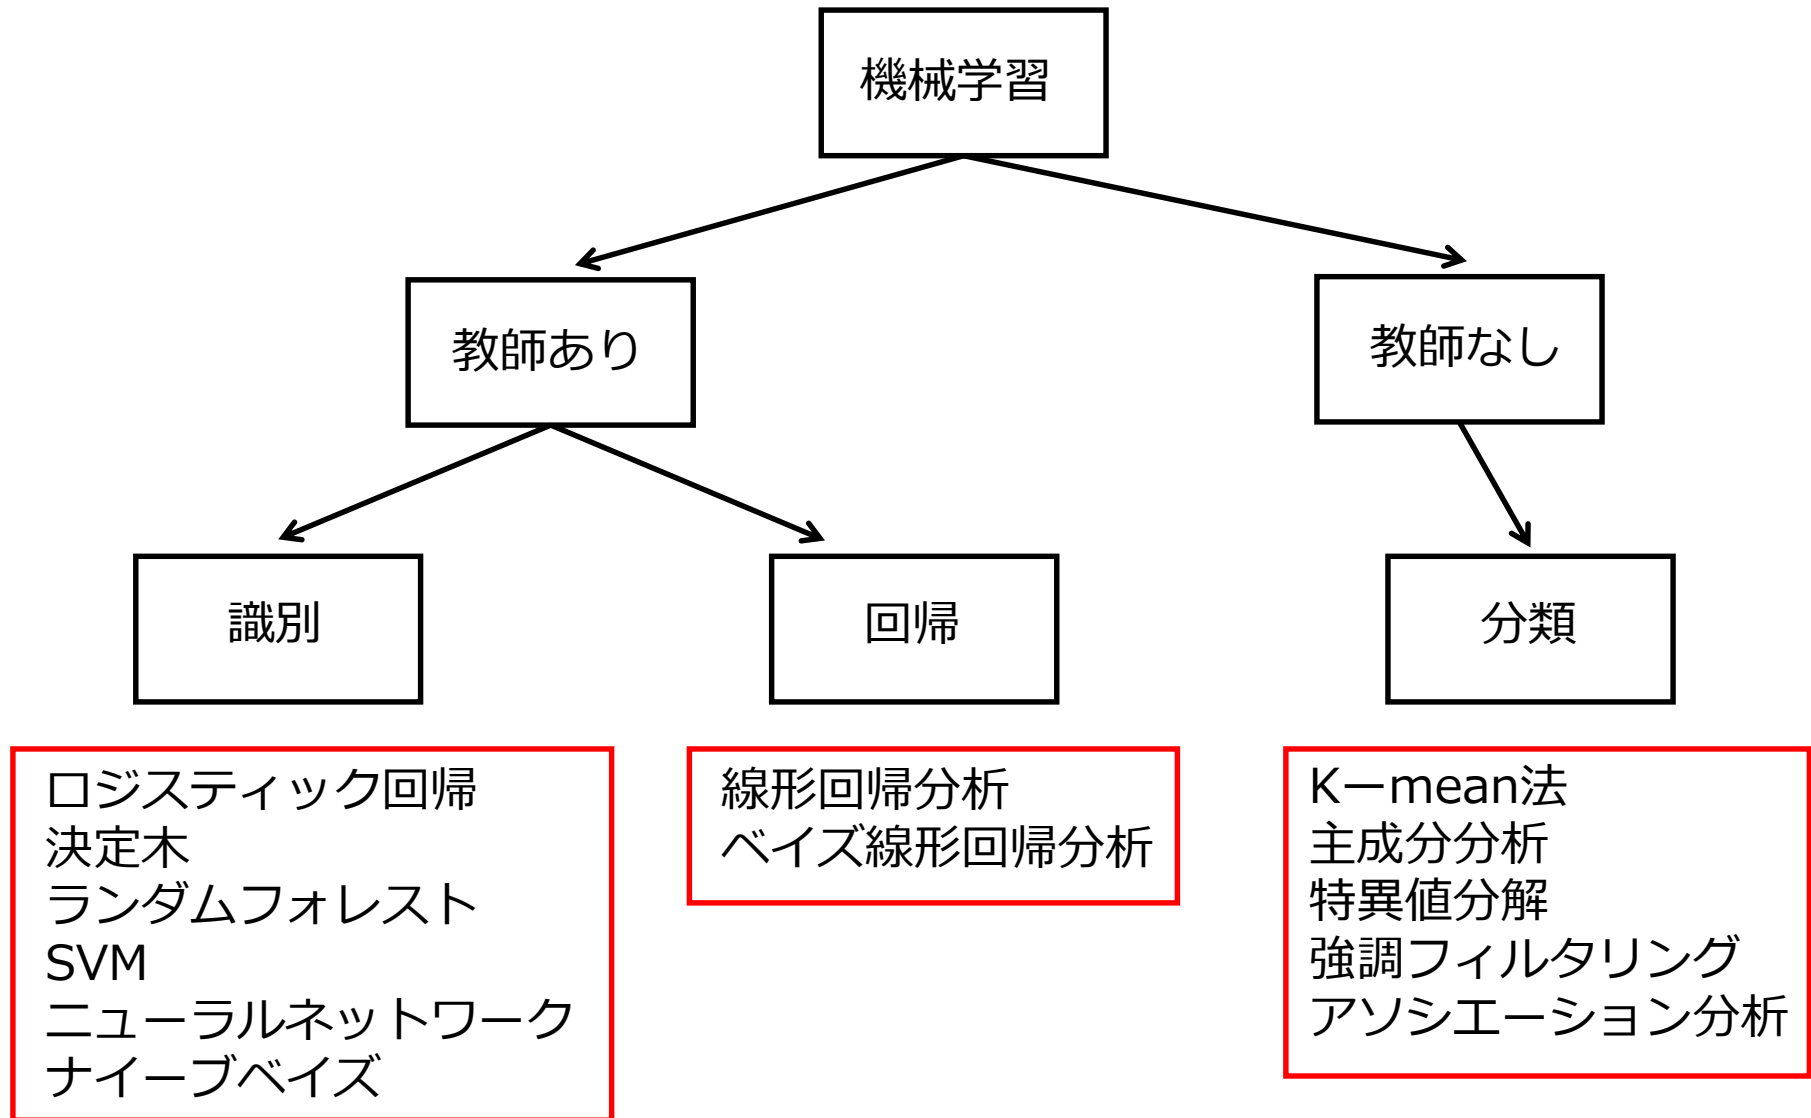 機械学習
教師あり
教師なし
識別
回帰
分類
ロジスティック回帰
決定木
ランダムフォレスト
SVM
ニューラルネットワーク
ナイーブベイズ
線形回帰分析
ベイズ線形回帰分析
Kーmean法
主成分分析
特異値分解
強調フィルタリング
アソシエーション分析